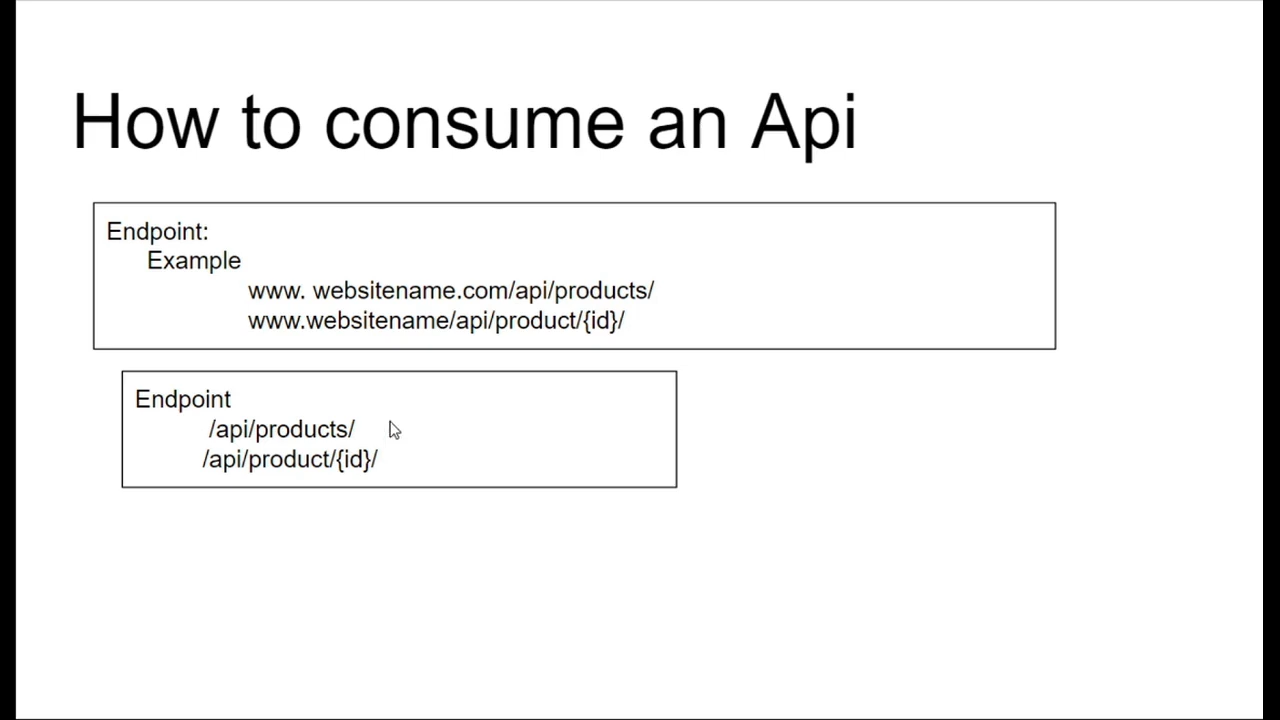 How to consume an Api
Endpoint:
Example
www. websitename.com/api/products/
www.websitename/api/product/{id}/
Endpoint
/api/products/
/api/product/{id}/